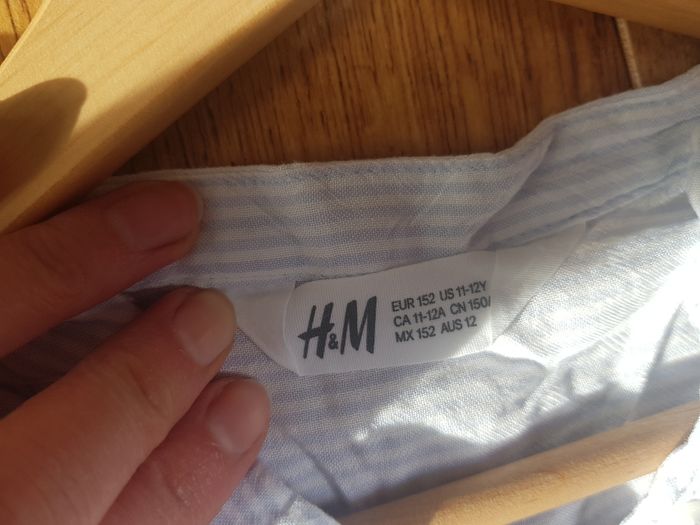 H&M
EUR 152 US 11-12Y
CA 11-12A CN 150/
MX 152 AUS 12